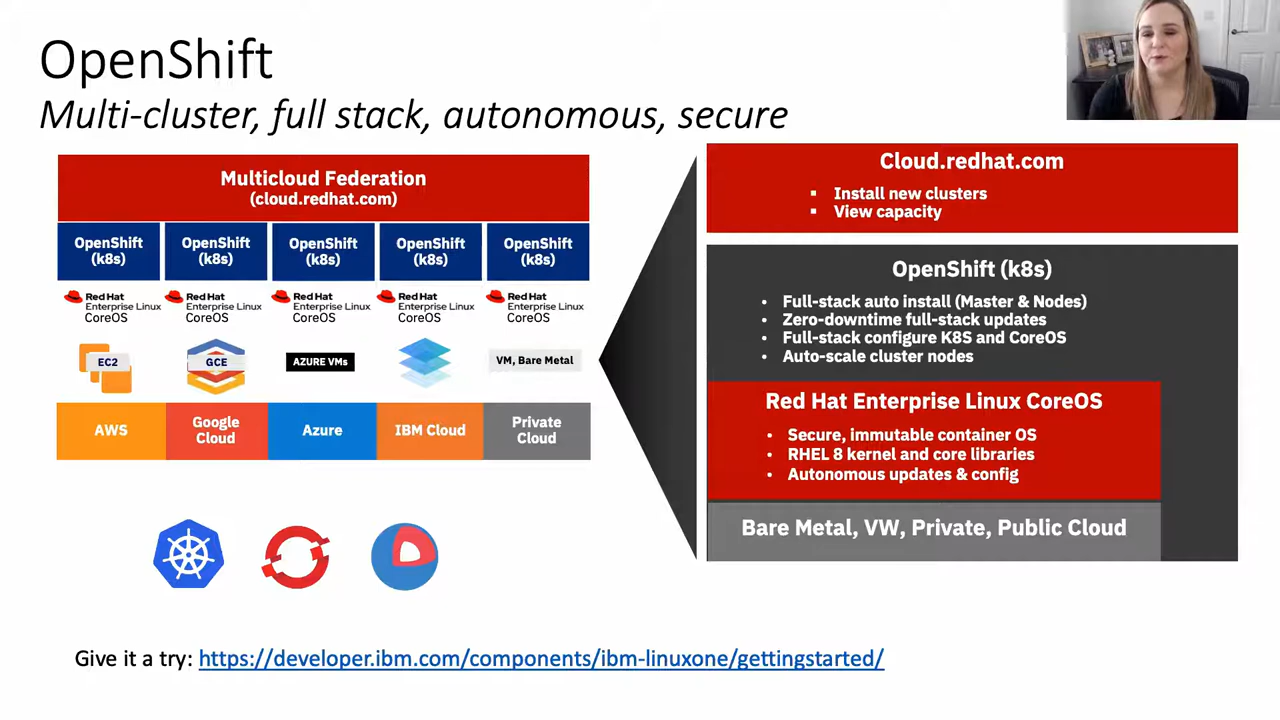 OpenShift
Multi-cluster, full stack, autonomous, secure
Multicloud Federation
(cloud.redhat.com)
OpenShift
(k8s)
OpenShift
(k8s)
OpenShift
(k8s)
OpenShift
(k8s)
OpenShift
(k8s)
Red Hat
Enterprise Linux
CoreOS
Red Hat
Enterprise Linux
CoreOS
Red Hat
Enterprise Linux
CoreOS
Red Hat
Enterprise Linux
CoreOS
Red Hat
Enterprise Linux
CoreOS
EC2
GCE
AZURE VMs
VM, Bare Metal
AWS
Google
Cloud
Azure
IBM Cloud
Private
Cloud
Cloud.redhat.com
▪ Install new clusters
▪ View capacity
OpenShift (k8s)
• Full-stack auto install (Master & Nodes)
• Zero-downtime full-stack updates
• Full-stack configure K8S and CoreOS
• Auto-scale cluster nodes
Red Hat Enterprise Linux CoreOS
• Secure, immutable container OS
• RHEL 8 kernel and core libraries
• Autonomous updates & config
Bare Metal, VW, Private, Public Cloud
Give it a try: https://developer.ibm.com/components/ibm-linuxone/gettingstarted/